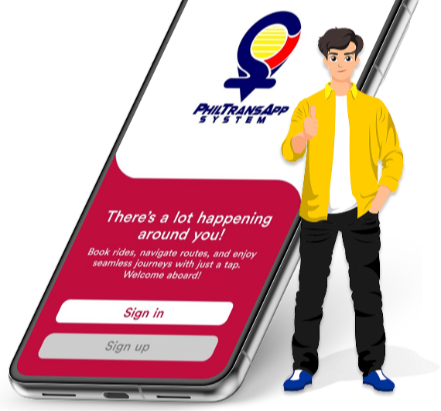 PHILTRANSAPP
SYSTEM
There's a lot happening
around you!
Book rides, navigate routes, and enjoy
seamless journeys with just a tap.
Welcome aboard!
Sign in
Sign up